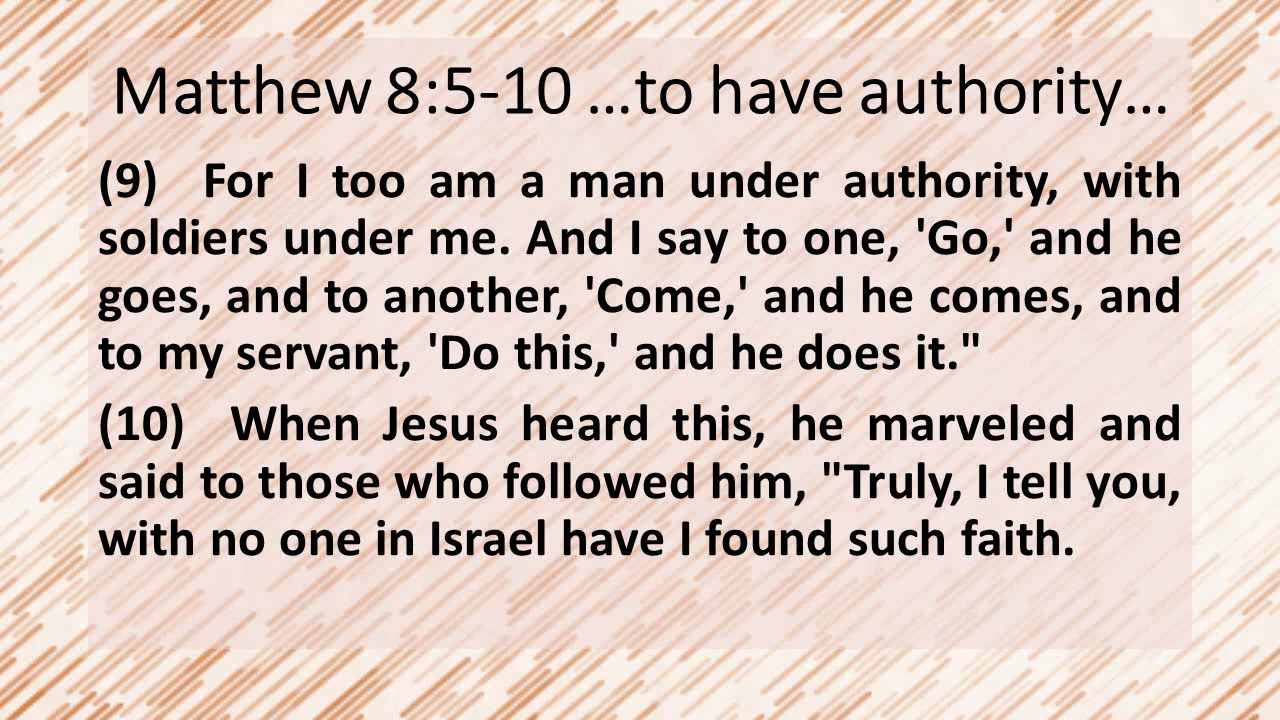 Matthew 8:5-10 ...to have authority...
(9) For I too am a man under authority, with
soldiers under me. And I say to one, 'Go,' and he
goes, and to another, 'Come,' and he comes, and
to my servant, 'Do this,' and he does it."
(10) When Jesus heard this, he marveled and
said to those who followed him, "Truly, I tell you,
with no one in Israel have I found such faith.